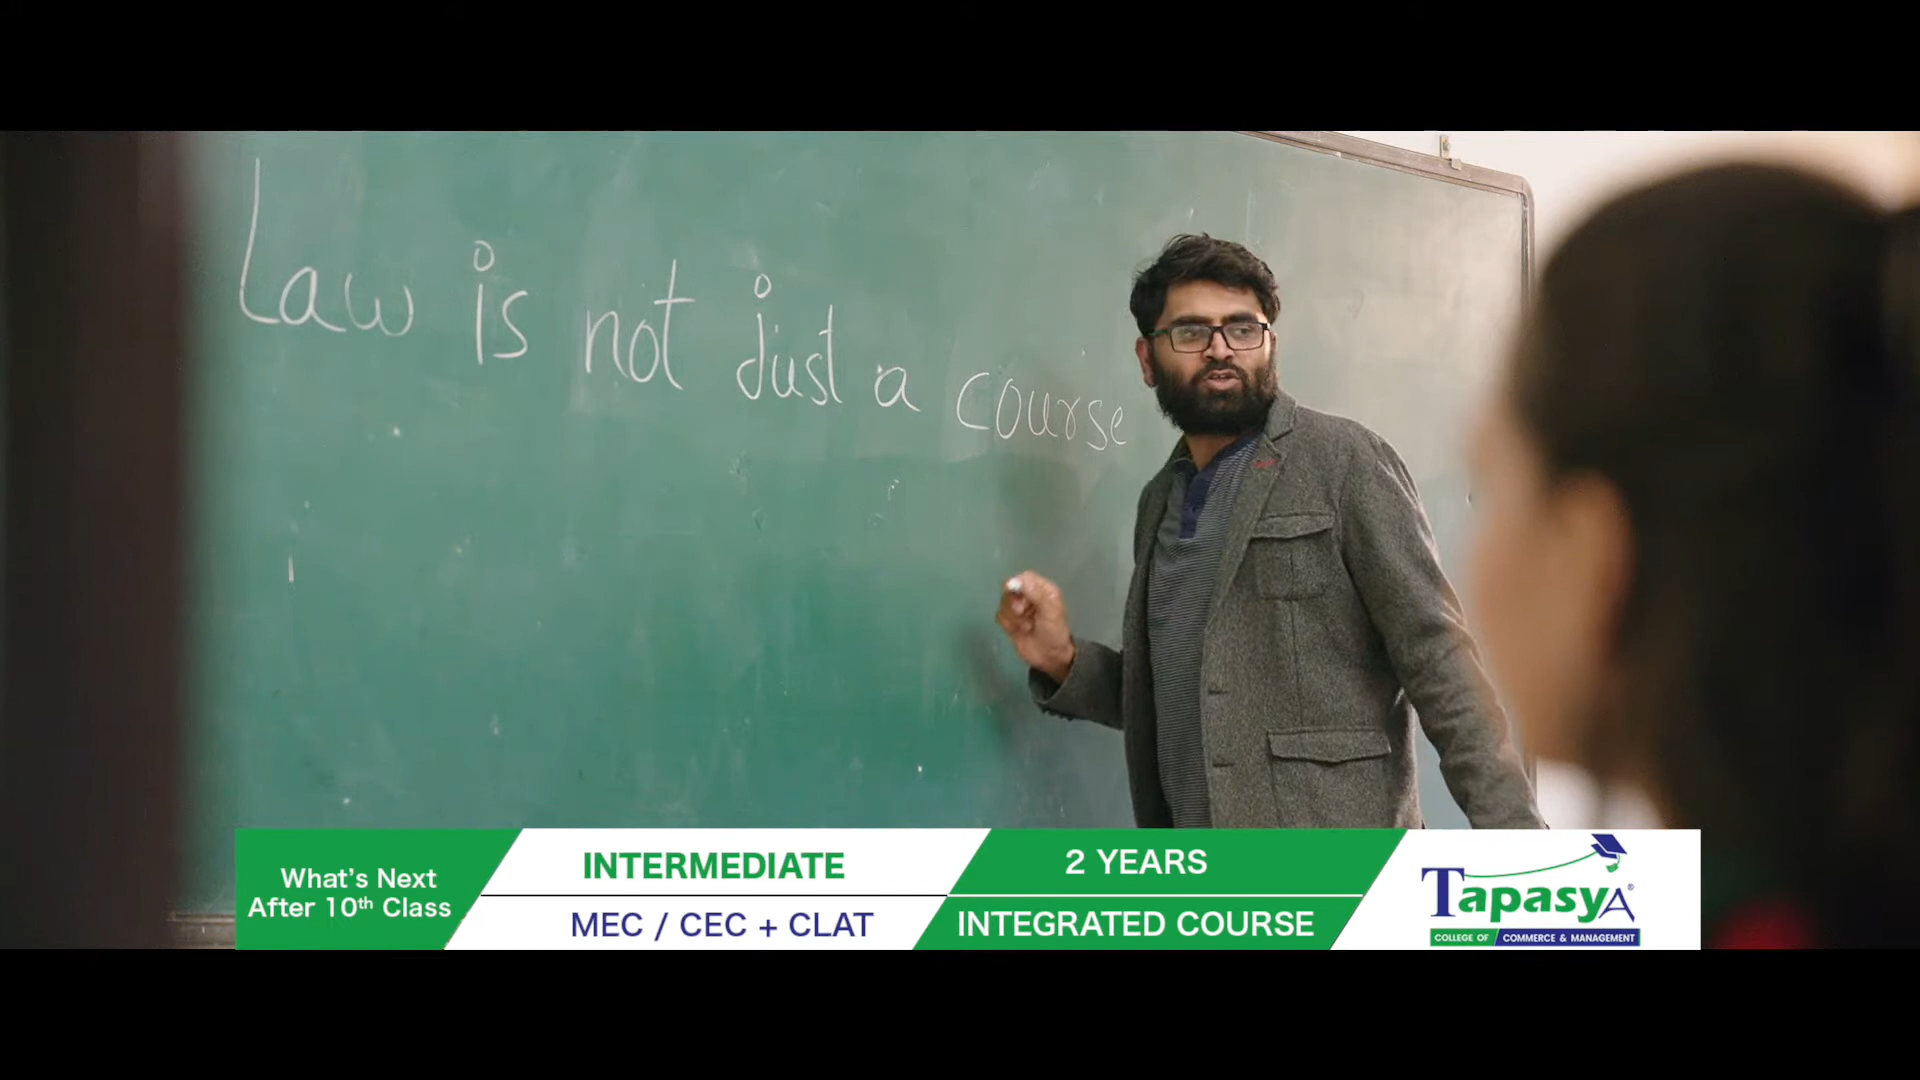 Law is not just a course
What's Next
After 10th Class
INTERMEDIATE
MEC / CEC + CLAT
2 YEARS
INTEGRATED COURSE
TapasyA®
COLLEGE OF COMMERCE & MANAGEMENT